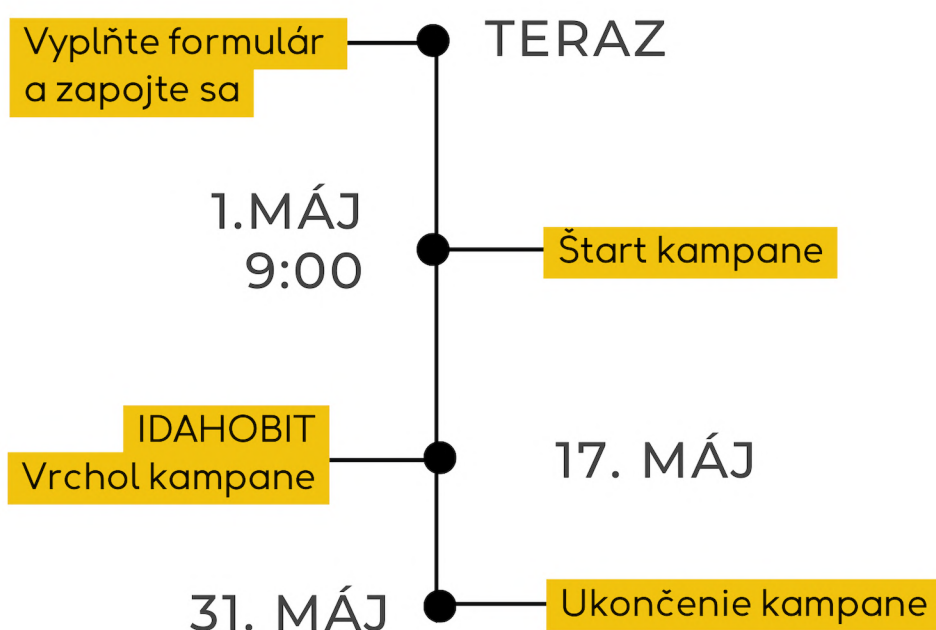 Vyplňte formulár
a zapojte sa
TERAZ
1.MÁJ
9:00
Štart kampane
IDAHOBIT
Vrchol kampane
17. MÁJ
31. MÁJ
Ukončenie kampane